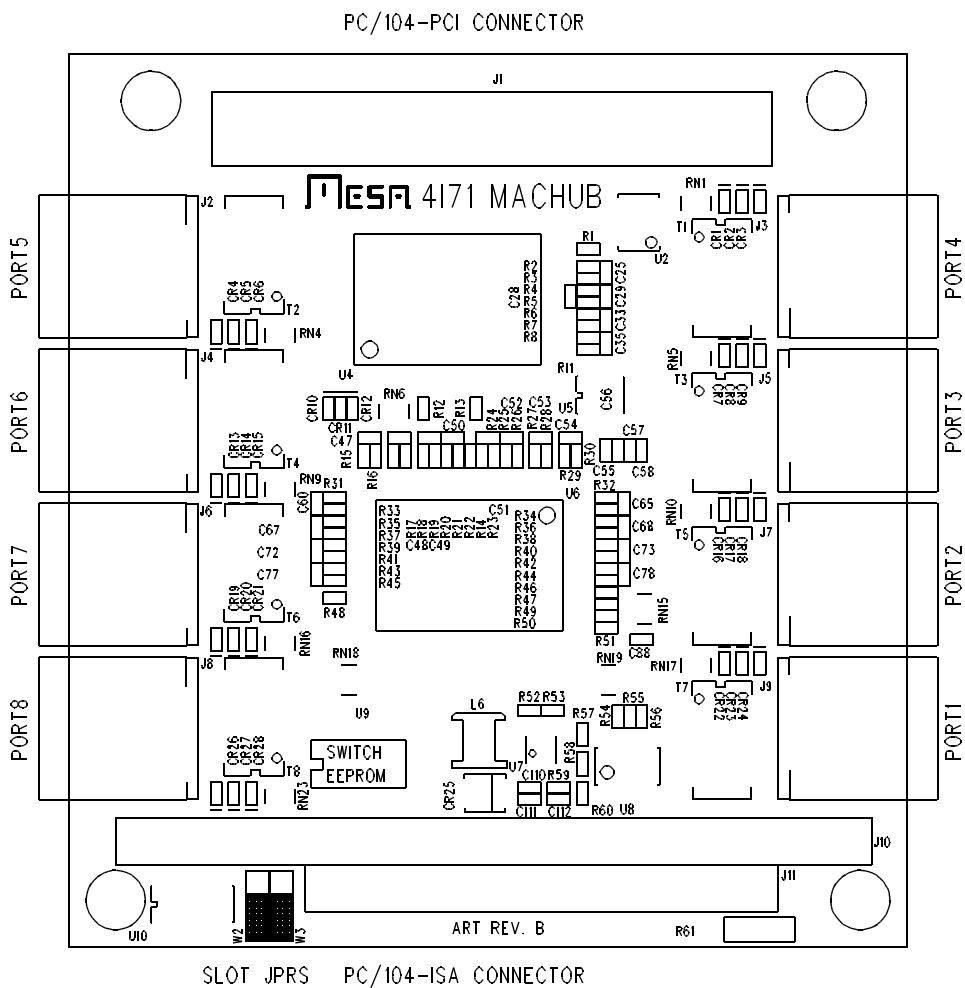 PC/104-PCI CONNECTOR
J1
MESA 4I71 MACHUB
RN1
J2
T1
CR1
CR2
CR3
J3
R1
U2
PORT5
PORT4
R2
R3
R4
R5
R6
R7
R8
C28
C25
C29
C33
C35
CR4
CR5
CR6
T2
RN4
J4
R11
RN5
T3
J5
CR7
CR8
CR9
U4
CR10
CR11
CR12
RN6
R12
R13
U5
C56
PORT6
PORT3
C47
C50
R24
R25
R26
C52
C53
R27
R28
C54
C57
R15
R16
R29
R30
C55
C58
CR13
CR14
CR15
T4
RN9
J6
C60
R31
U6
R32
C65
C68
C73
C78
RN10
T5
J7
CR16
CR17
CR18
C67
C72
C77
R33
R35
R37
R39
R41
R43
R45
R17
R18
R19
R20
R21
R22
R14
R23
C48
C49
C51
R34
R36
R38
R40
R42
R44
R46
R47
R49
R50
PORT7
PORT2
CR19
CR20
CR21
T6
RN16
J8
R48
R51
RN15
C88
RN18
RN19
RN17
T7
J9
CR22
CR23
CR24
U9
L6
R52
R53
R57
R54
R55
R56
PORT8
PORT1
CR26
CR27
CR28
T8
RN23
SWITCH
EEPROM
CR25
U7
R58
C110
R59
C111
C112
R60
U8
J10
J11
U10
W2
W3
ART REV. B
R61
SLOT JPRS
PC/104-ISA CONNECTOR